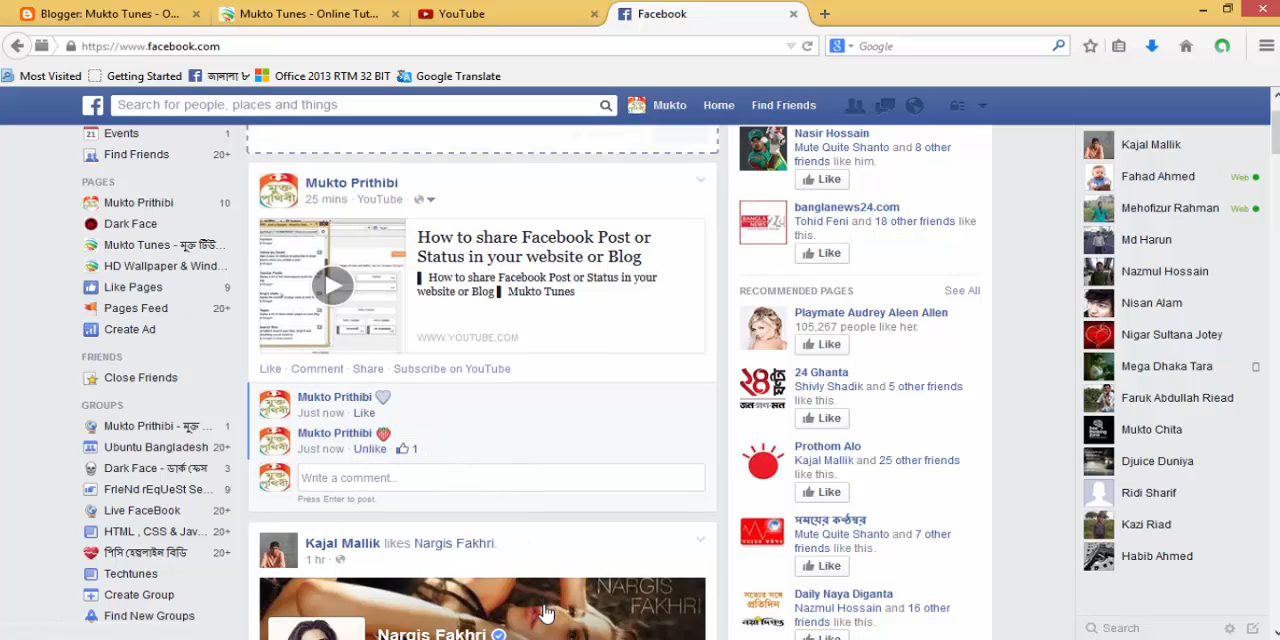 Blogger: Mukto Tunes - O...
Mukto Tunes - Online Tut...
YouTube
Facebook
https://www.facebook.com
Google
Most Visited
Getting Started
জানালা ৮
Office 2013 RTM 32 BIT
Google Translate
Search for people, places and things
Mukto
Home
Find Friends
Events 1
Find Friends 20+
PAGES
Mukto Prithibi 10
Dark Face
Mukto Tunes - মুক্ত টিউ...
HD Wallpaper & Wind...
Like Pages 9
Pages Feed 20+
Create Ad
FRIENDS
Close Friends
GROUPS
Mukto Prithibi - মুক্ত ... 1
Ubuntu Bangladesh 20+
Dark Face - ডার্ক ফেস 3
FrIeNd rEQuESt Se... 9
Live FaceBook 20+
HTML , CSS & Jav... 20+
পিসি হেল্পলাইন বিডি 20+
Techtunes
Create Group
Find New Groups
Mukto Prithibi
25 mins · YouTube ·
How to share Facebook Post or
Status in your website or Blog
▌ How to share Facebook Post or Status in your
website or Blog ▌ Mukto Tunes
WWW.YOUTUBE.COM
Like · Comment · Share · Subscribe on YouTube
Mukto Prithibi
Just now · Like
Mukto Prithibi
Just now · Unlike · 1
Write a comment...
Press Enter to post.
Kajal Mallik likes Nargis Fakhri.
1 hr ·
NARGIS
FAKHRI
Nargis Fakhri
Nasir Hossain
Mute Quite Shanto and 8 other
friends like him.
Like
banglanews24.com
Tohid Feni and 18 other friends like
this.
Like
RECOMMENDED PAGES See All
Playmate Audrey Aleen Allen
105,267 people like her.
Like
24 Ghanta
Shivly Shadik and 5 other friends
like this.
Like
Prothom Alo
Kajal Mallik and 25 other friends
like this.
Like
সময়ের কণ্ঠস্বর
Mute Quite Shanto and 7 other
friends like this.
Like
Daily Naya Diganta
Nazmul Hossain and 16 other
friends like this.
Like
Kajal Mallik
Fahad Ahmed Web
Mehofizur Rahman Web
Md Harun
Nazmul Hossain
Nisan Alam
Nigar Sultana Jotey
Mega Dhaka Tara
Faruk Abdullah Riead
Mukto Chita
Djuice Duniya
Ridi Sharif
Kazi Riad
Habib Ahmed
Search